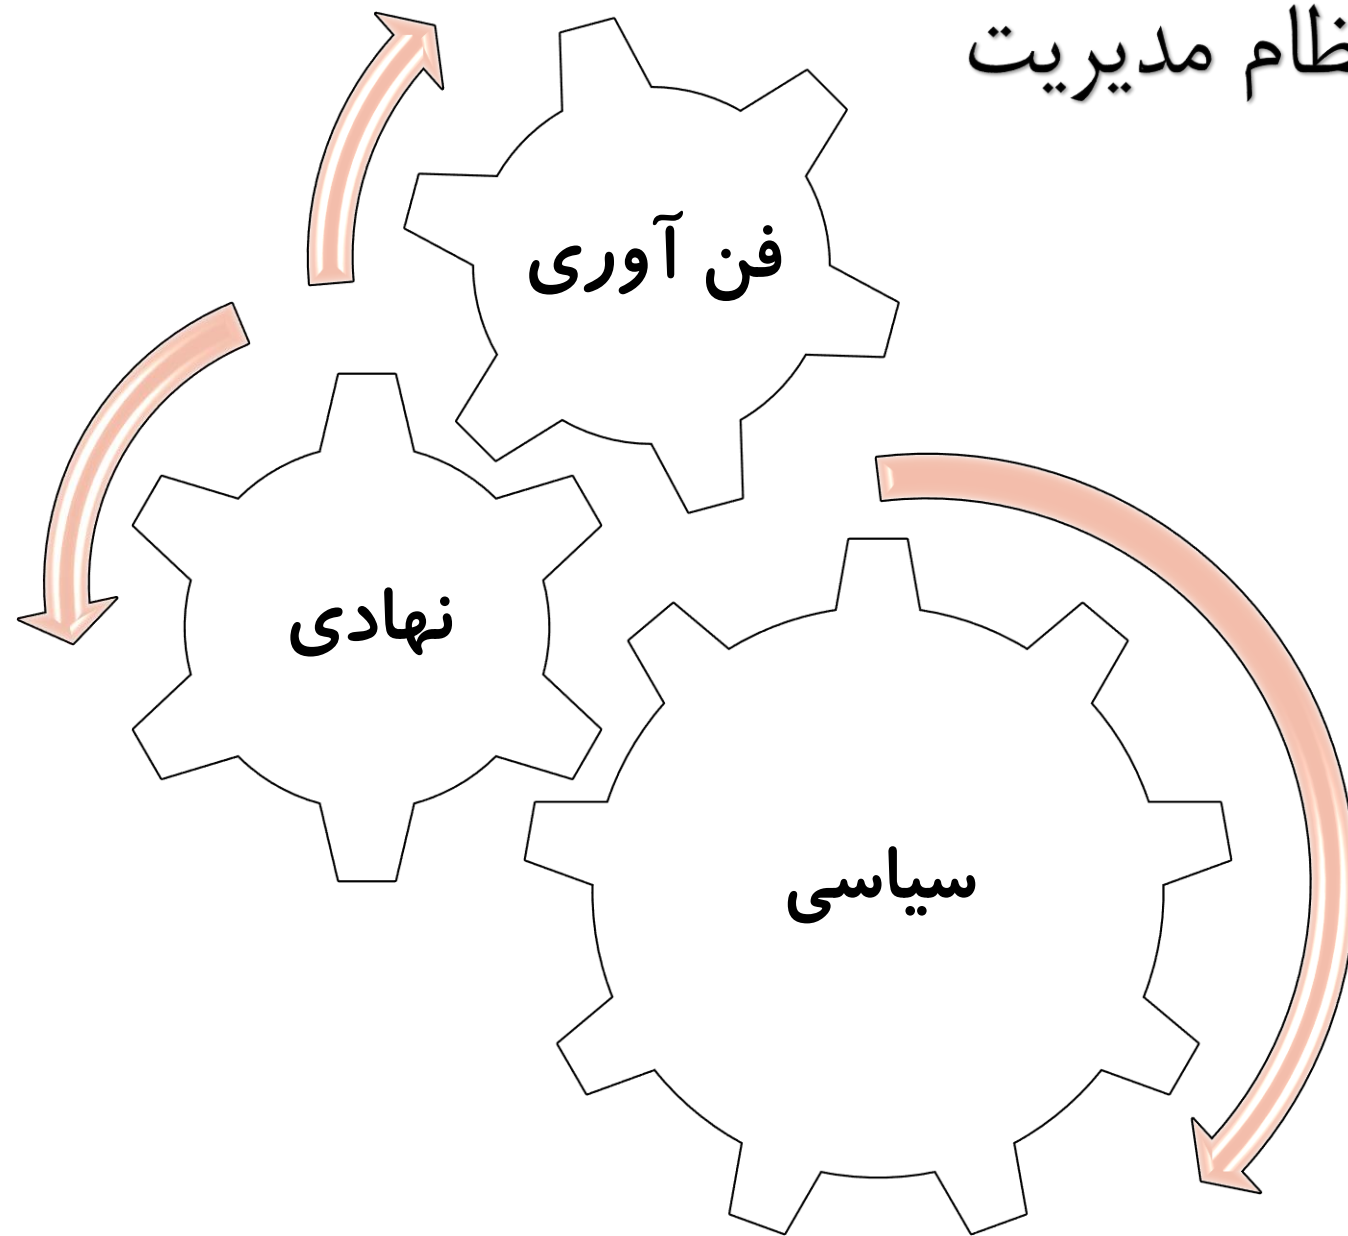 ظام مدیریت
فن آوری
نهادی
سیاسی